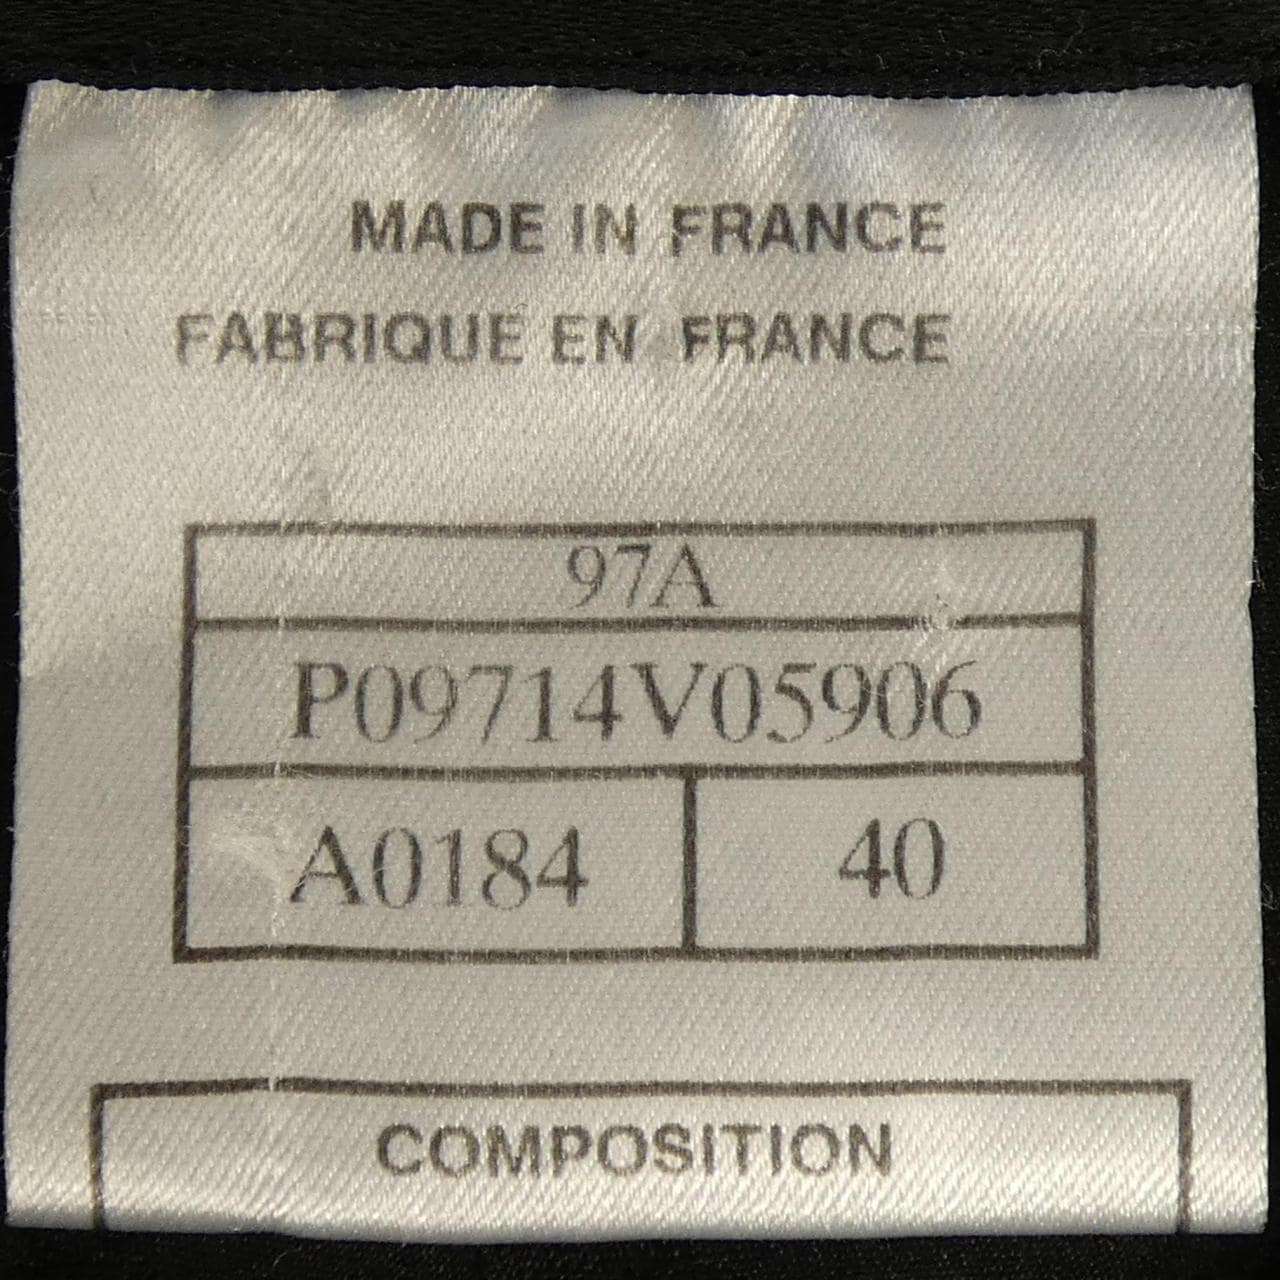 MADE IN FRANCE
FABRIQUE EN FRANCE
97A
P09714V05906
A0184 40
COMPOSITION